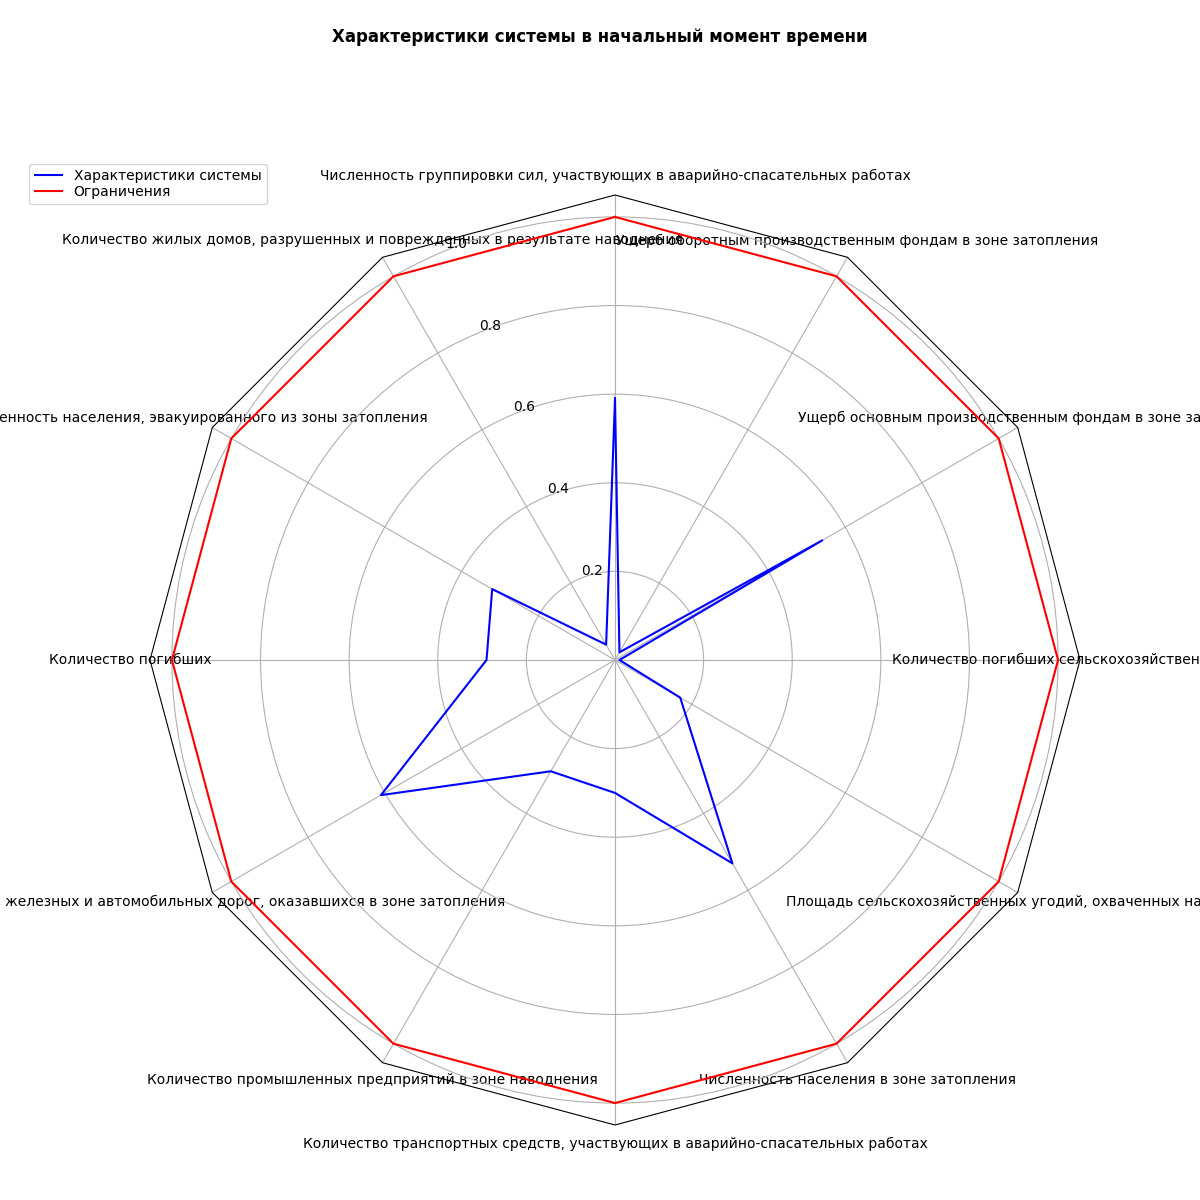 Характеристики системы в начальный момент времени
Характеристики системы
Ограничения
Численность группировки сил, участвующих в аварийно-спасательных работах
Количество жилых домов, разрушенных и поврежденных в результате наводнения
Ущерб оборотным производственным фондам в зоне затопления
1.0
0.8
0.6
енность населения, эвакуированного из зоны затопления
Ущерб основным производственным фондам в зоне за
0.4
0.2
Количество погибших
Количество погибших сельскохозяйствен
железных и автомобильных дорог, оказавшихся в зоне затопления
Площадь сельскохозяйственных угодий, охваченных на
Количество промышленных предприятий в зоне наводнения
Численность населения в зоне затопления
Количество транспортных средств, участвующих в аварийно-спасательных работах